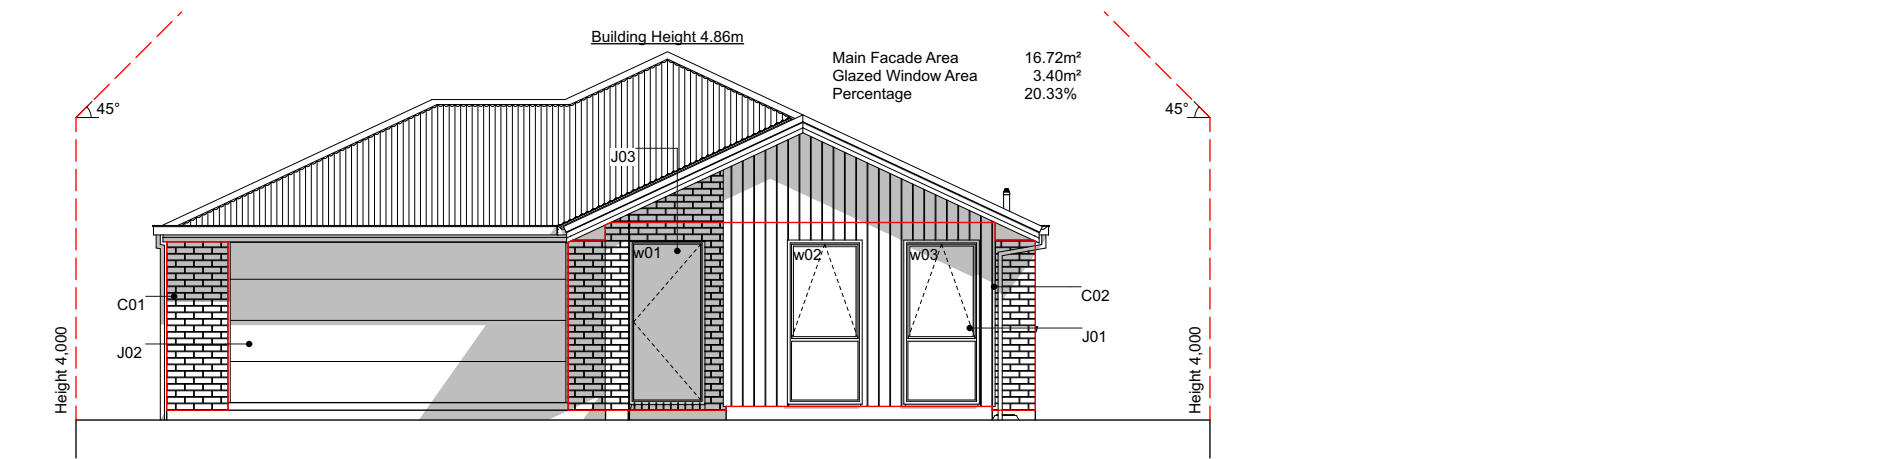 Building Height 4.86m
Main Facade Area 16.72m²
Glazed Window Area 3.40m²
Percentage 20.33%
45°
45°
J03
w01
w02
w03
C01
C02
J02
J01
Height 4,000
Height 4,000